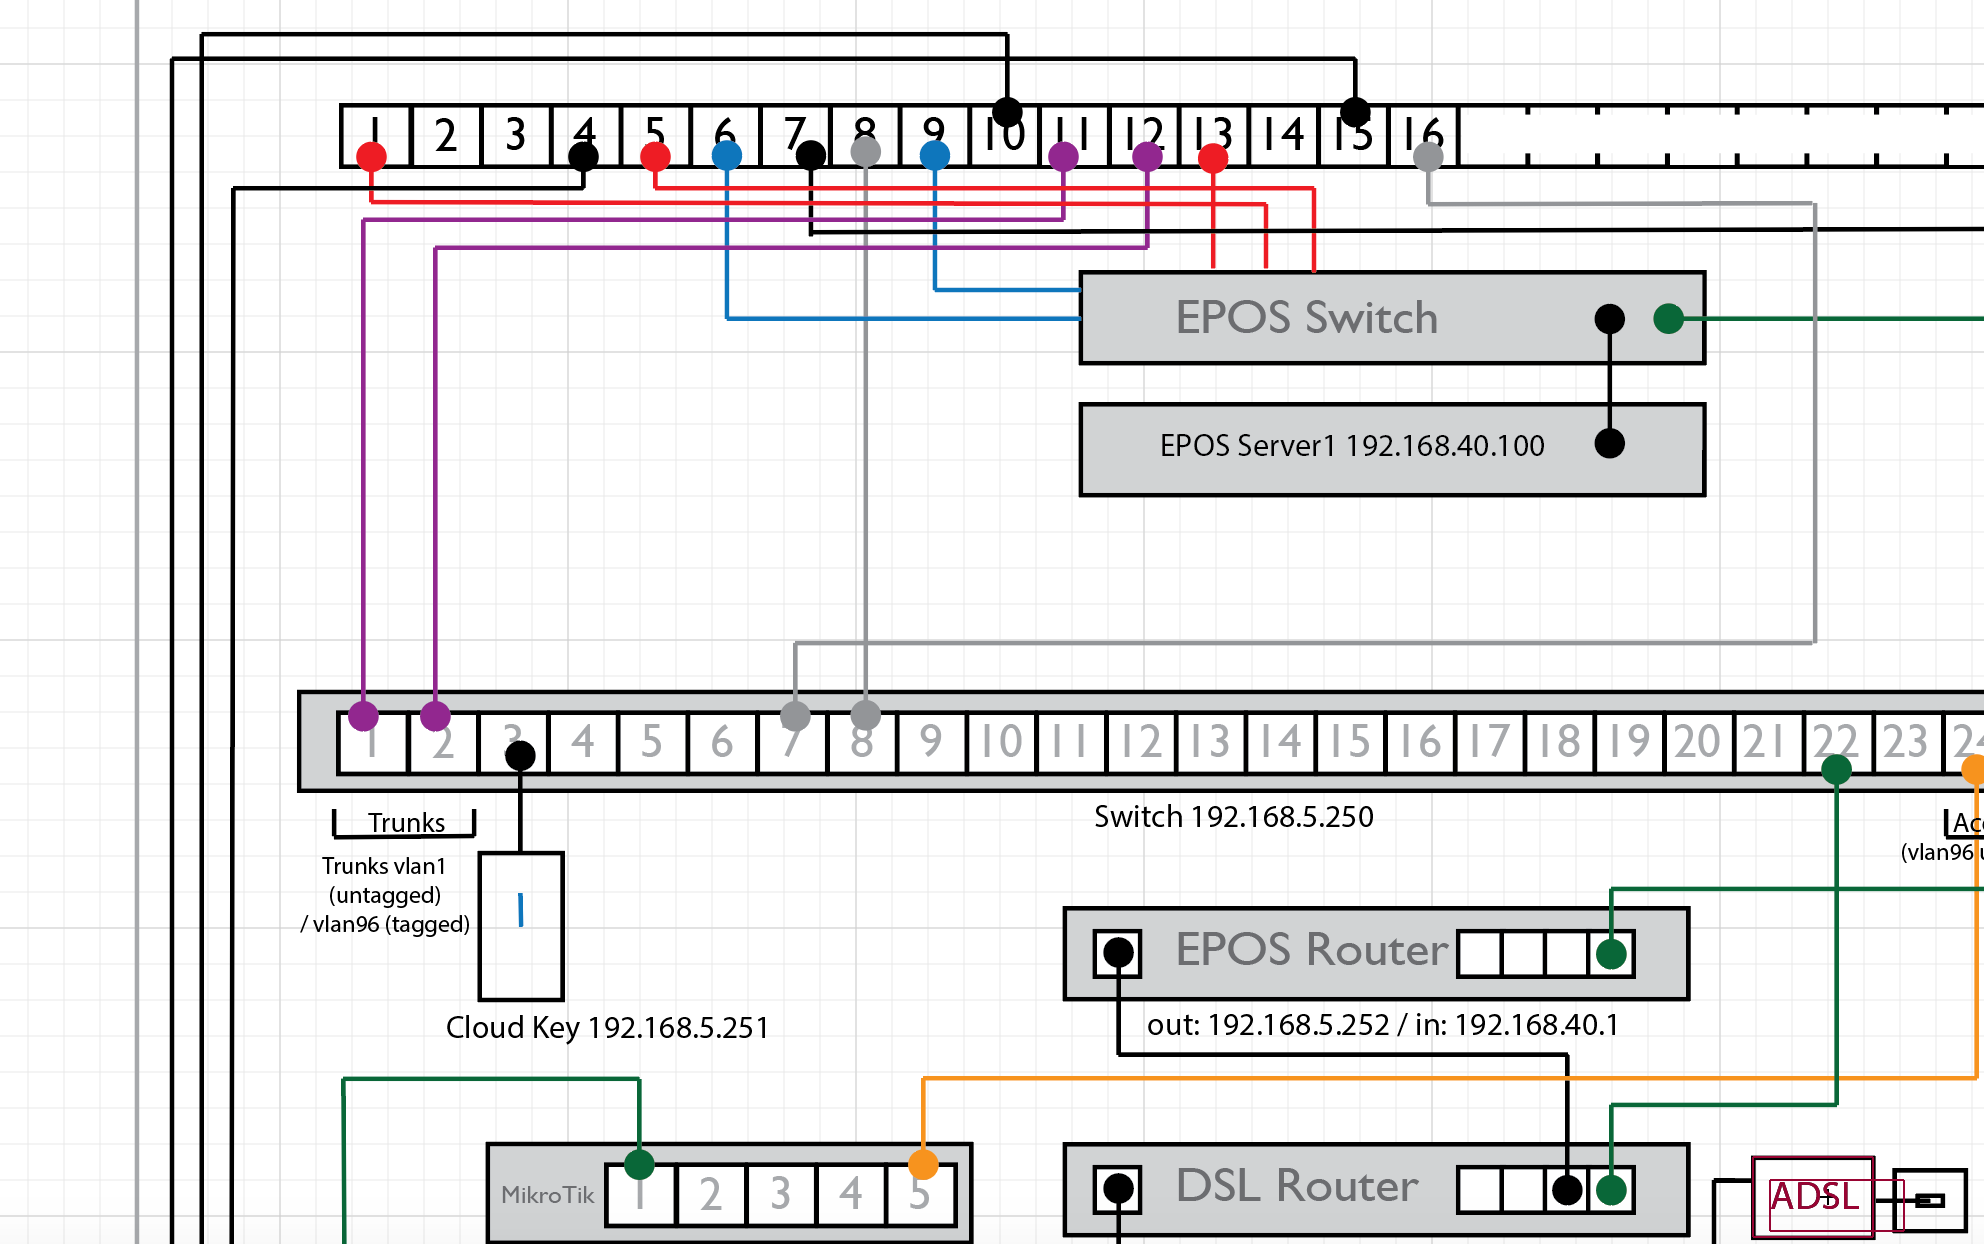 1 2 3 4 5 6 7 8 9 10 11 12 13 14 15 16
EPOS Switch
EPOS Server1 192.168.40.100
1 2 3 4 5 6 7 8 9 10 11 12 13 14 15 16 17 18 19 20 21 22 23 24
Trunks
Switch 192.168.5.250
Trunks vlan1
(untagged)
/ vlan96 (tagged)
(vlan96
EPOS Router
Cloud Key 192.168.5.251
out: 192.168.5.252 / in: 192.168.40.1
MikroTik 1 2 3 4 5
DSL Router
ADSL